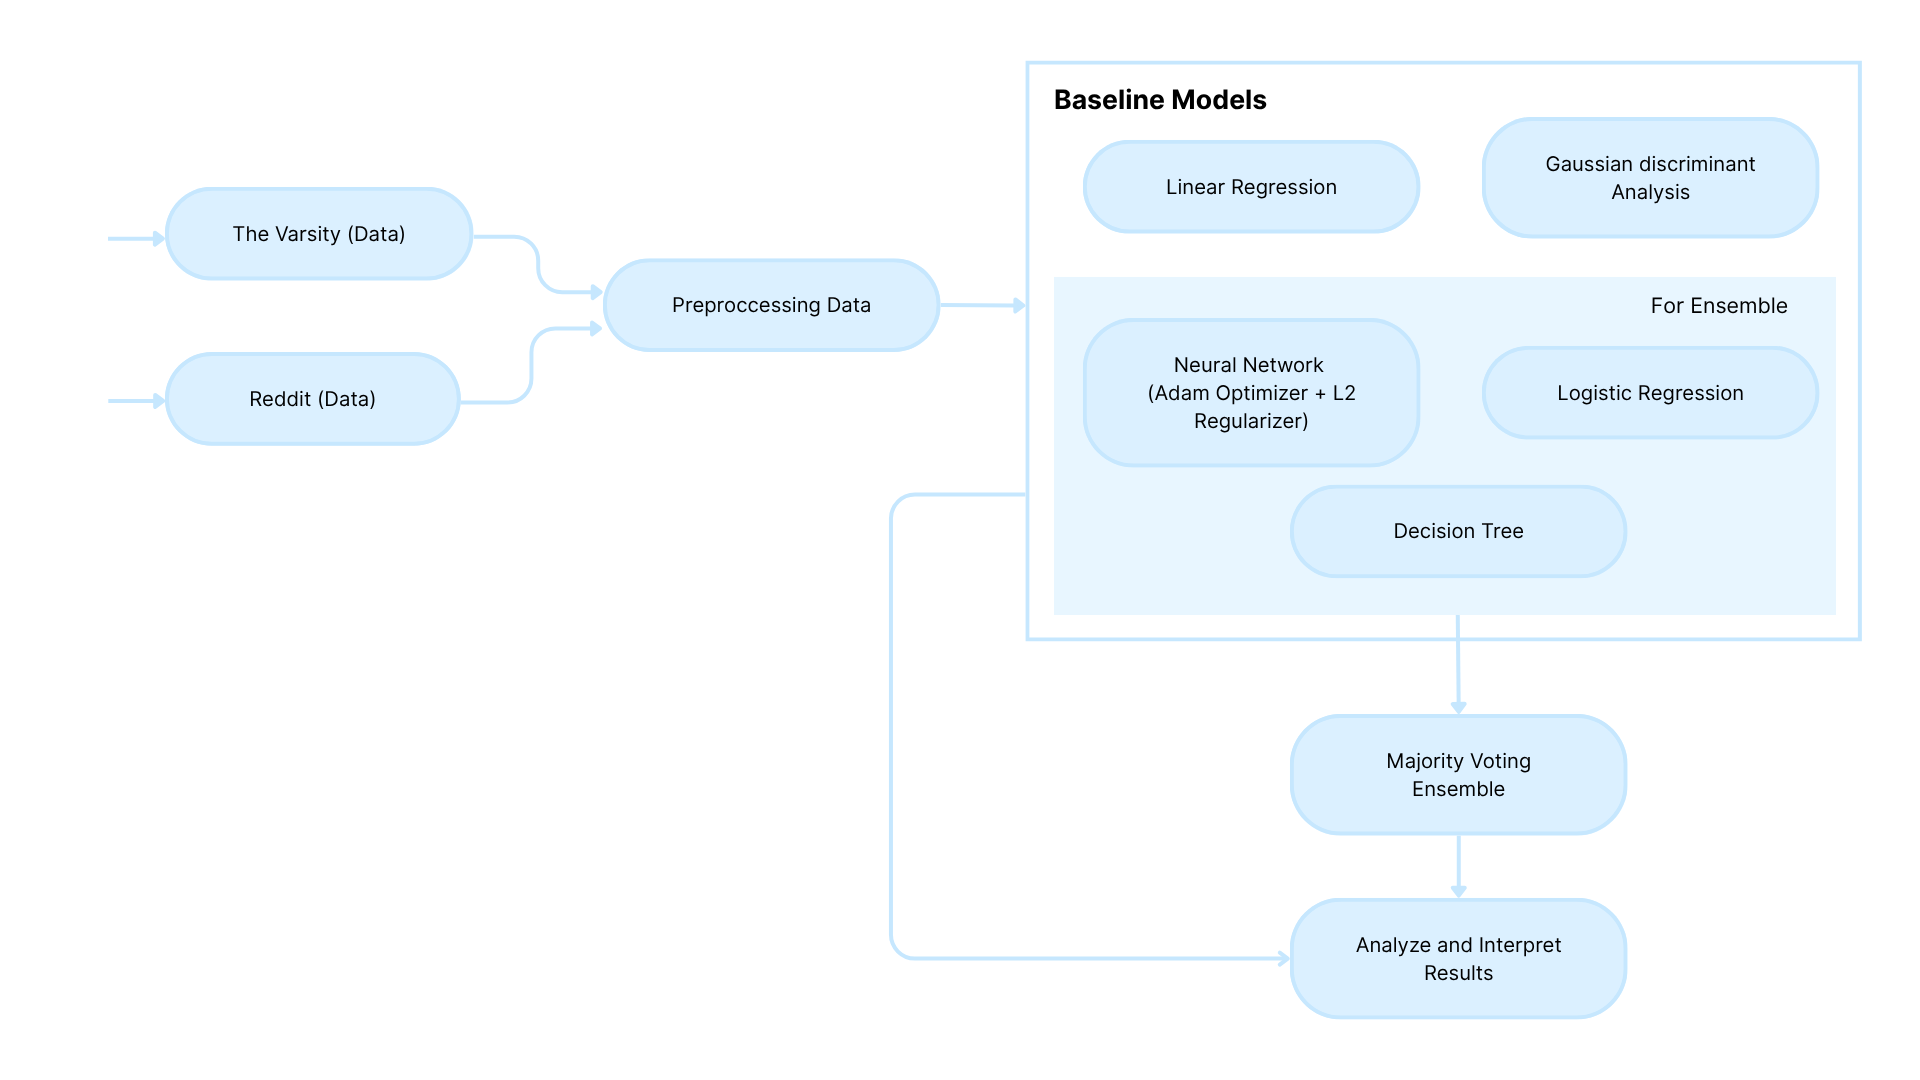 Baseline Models
Linear Regression
Gaussian discriminant
Analysis
The Varsity (Data)
Preproccessing Data
Reddit (Data)
For Ensemble
Neural Network
(Adam Optimizer + L2
Regularizer)
Logistic Regression
Decision Tree
Majority Voting
Ensemble
Analyze and Interpret
Results